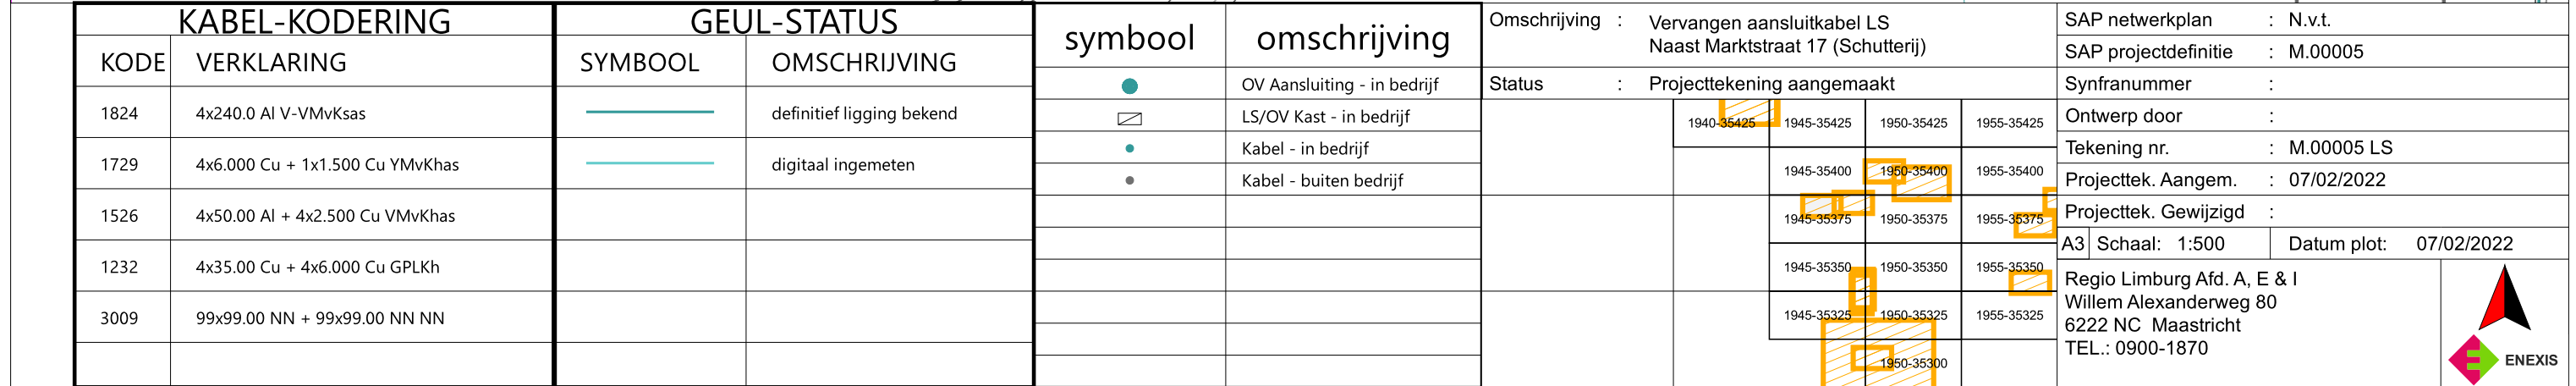 KABEL-KODERING
KODE VERKLARING
1824 4x240.0 Al V-VMvKsas
1729 4x6.000 Cu + 1x1.500 Cu YMvKhas
1526 4x50.00 Al + 4x2.500 Cu VMvKhas
1232 4x35.00 Cu + 4x6.000 Cu GPLKh
3009 99x99.00 NN + 99x99.00 NN NN
GEUL-STATUS
SYMBOOL OMSCHRIJVING
definitief ligging bekend
digitaal ingemeten
symbool omschrijving
OV Aansluiting - in bedrijf
LS/OV Kast - in bedrijf
Kabel - in bedrijf
Kabel - buiten bedrijf
Omschrijving : Vervangen aansluitkabel LS
Naast Marktstraat 17 (Schutterij)
Status : Projecttekening aangemaakt
1940-35425 1945-35425 1950-35425 1955-35425
1945-35400 1950-35400 1955-35400
1945-35375 1950-35375 1955-35375
1945-35350 1950-35350 1955-35350
1945-35325 1950-35325 1955-35325
1950-35300
SAP netwerkplan : N.v.t.
SAP projectdefinitie : M.00005
Synfranummer :
Ontwerp door :
Tekening nr. : M.00005 LS
Projecttek. Aangem. : 07/02/2022
Projecttek. Gewijzigd :
A3 Schaal: 1:500 Datum plot: 07/02/2022
Regio Limburg Afd. A, E & I
Willem Alexanderweg 80
6222 NC Maastricht
TEL.: 0900-1870
ENEXIS